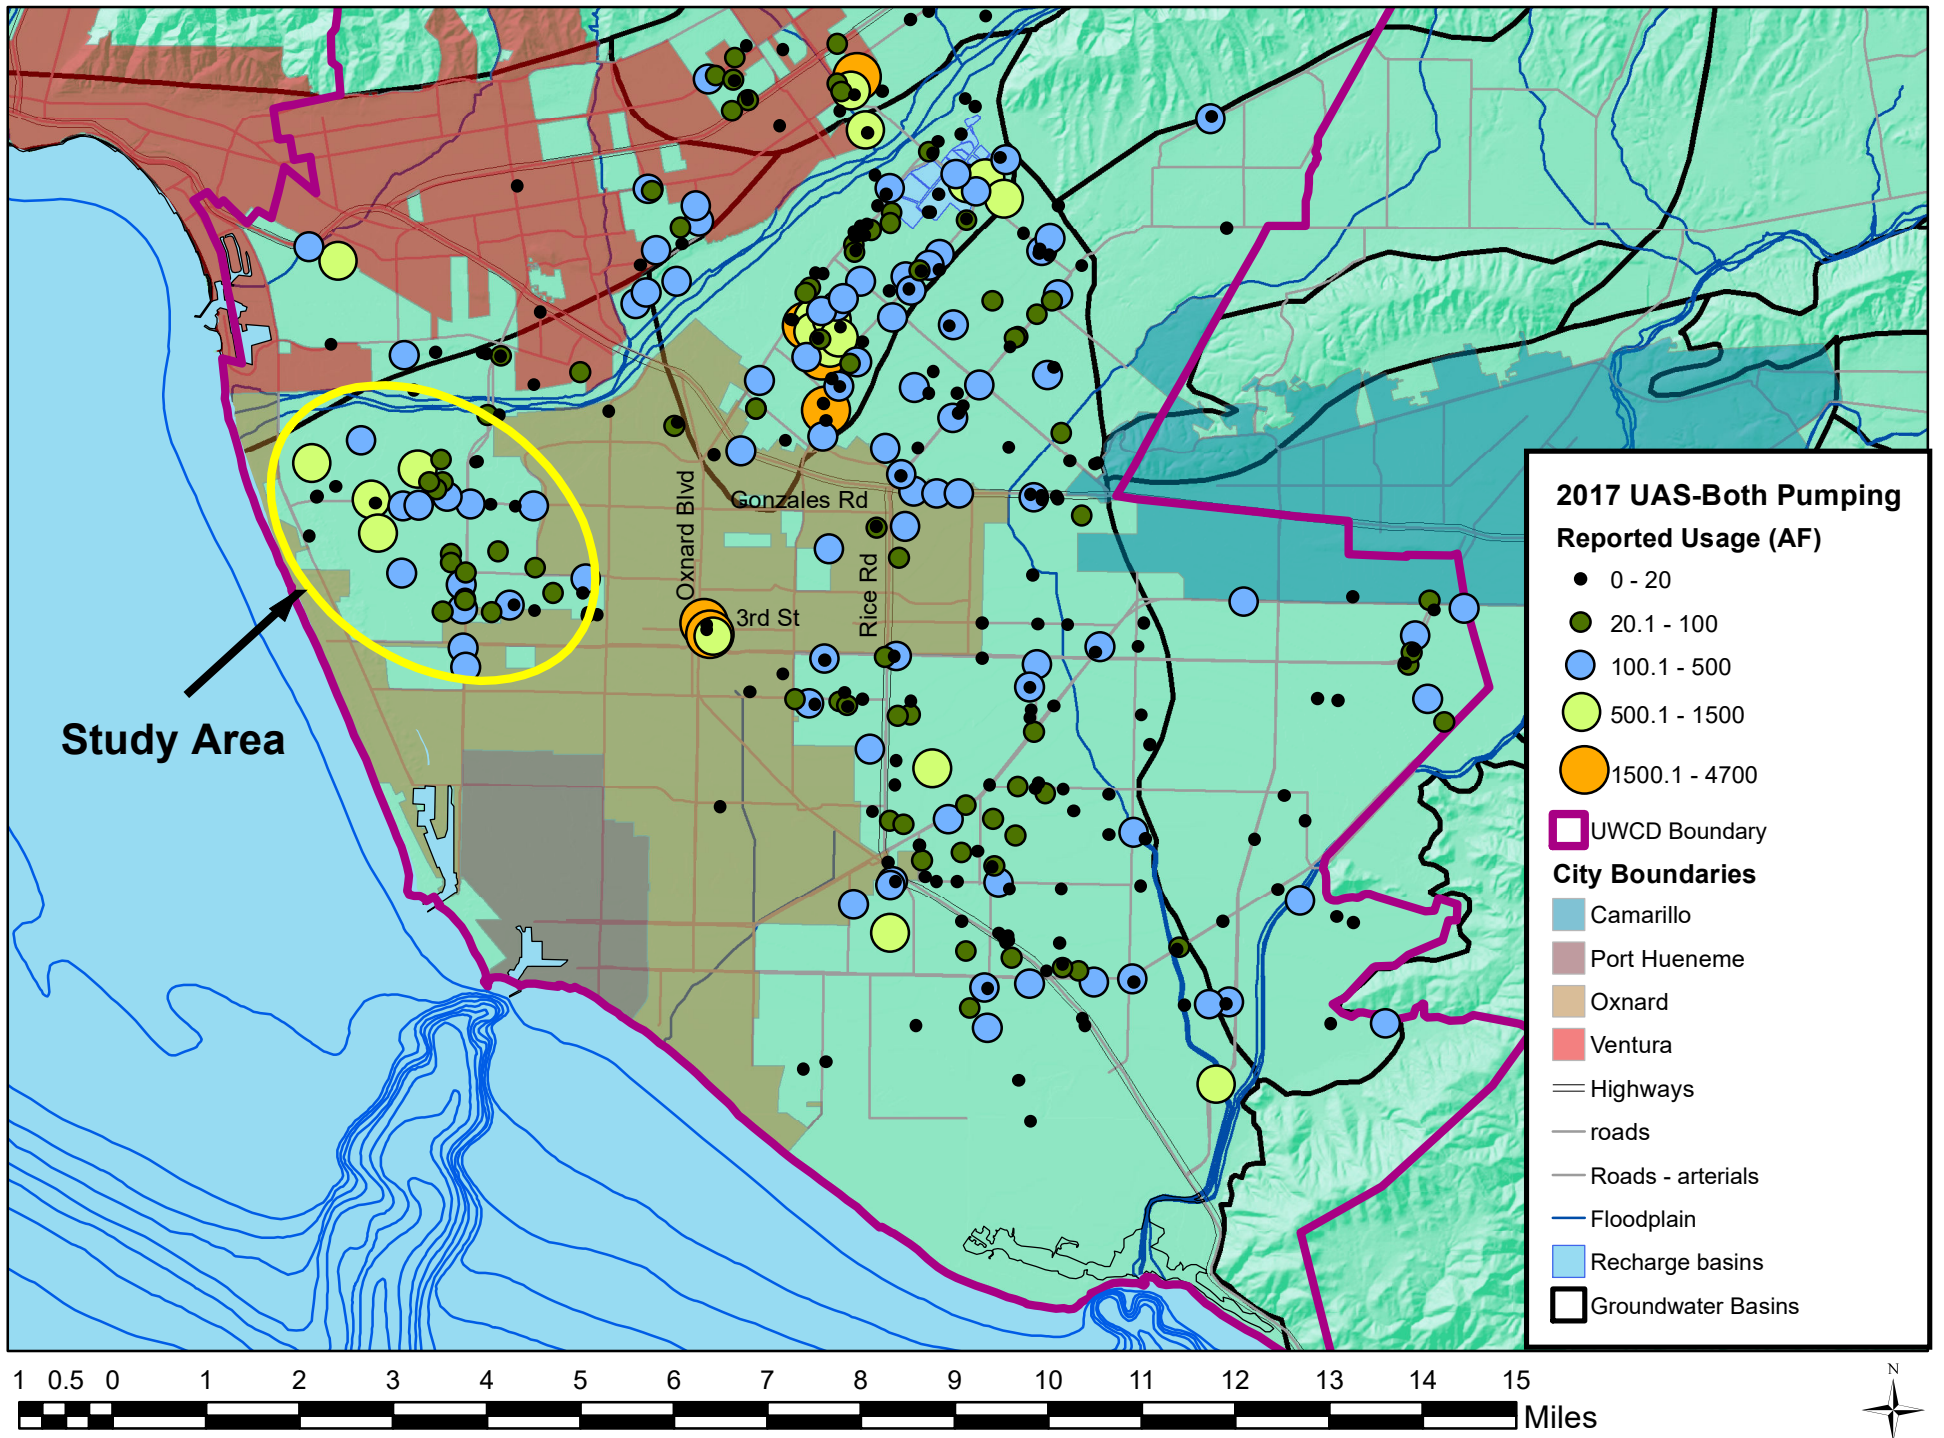 Gonzales Rd
Oxnard Blvd
Rice Rd
3rd St
Study Area
2017 UAS-Both Pumping
Reported Usage (AF)
0 - 20
20.1 - 100
100.1 - 500
500.1 - 1500
1500.1 - 4700
UWCD Boundary
City Boundaries
Camarillo
Port Hueneme
Oxnard
Ventura
Highways
roads
Roads - arterials
Floodplain
Recharge basins
Groundwater Basins
1 0.5 0 1 2 3 4 5 6 7 8 9 10 11 12 13 14 15
Miles
N